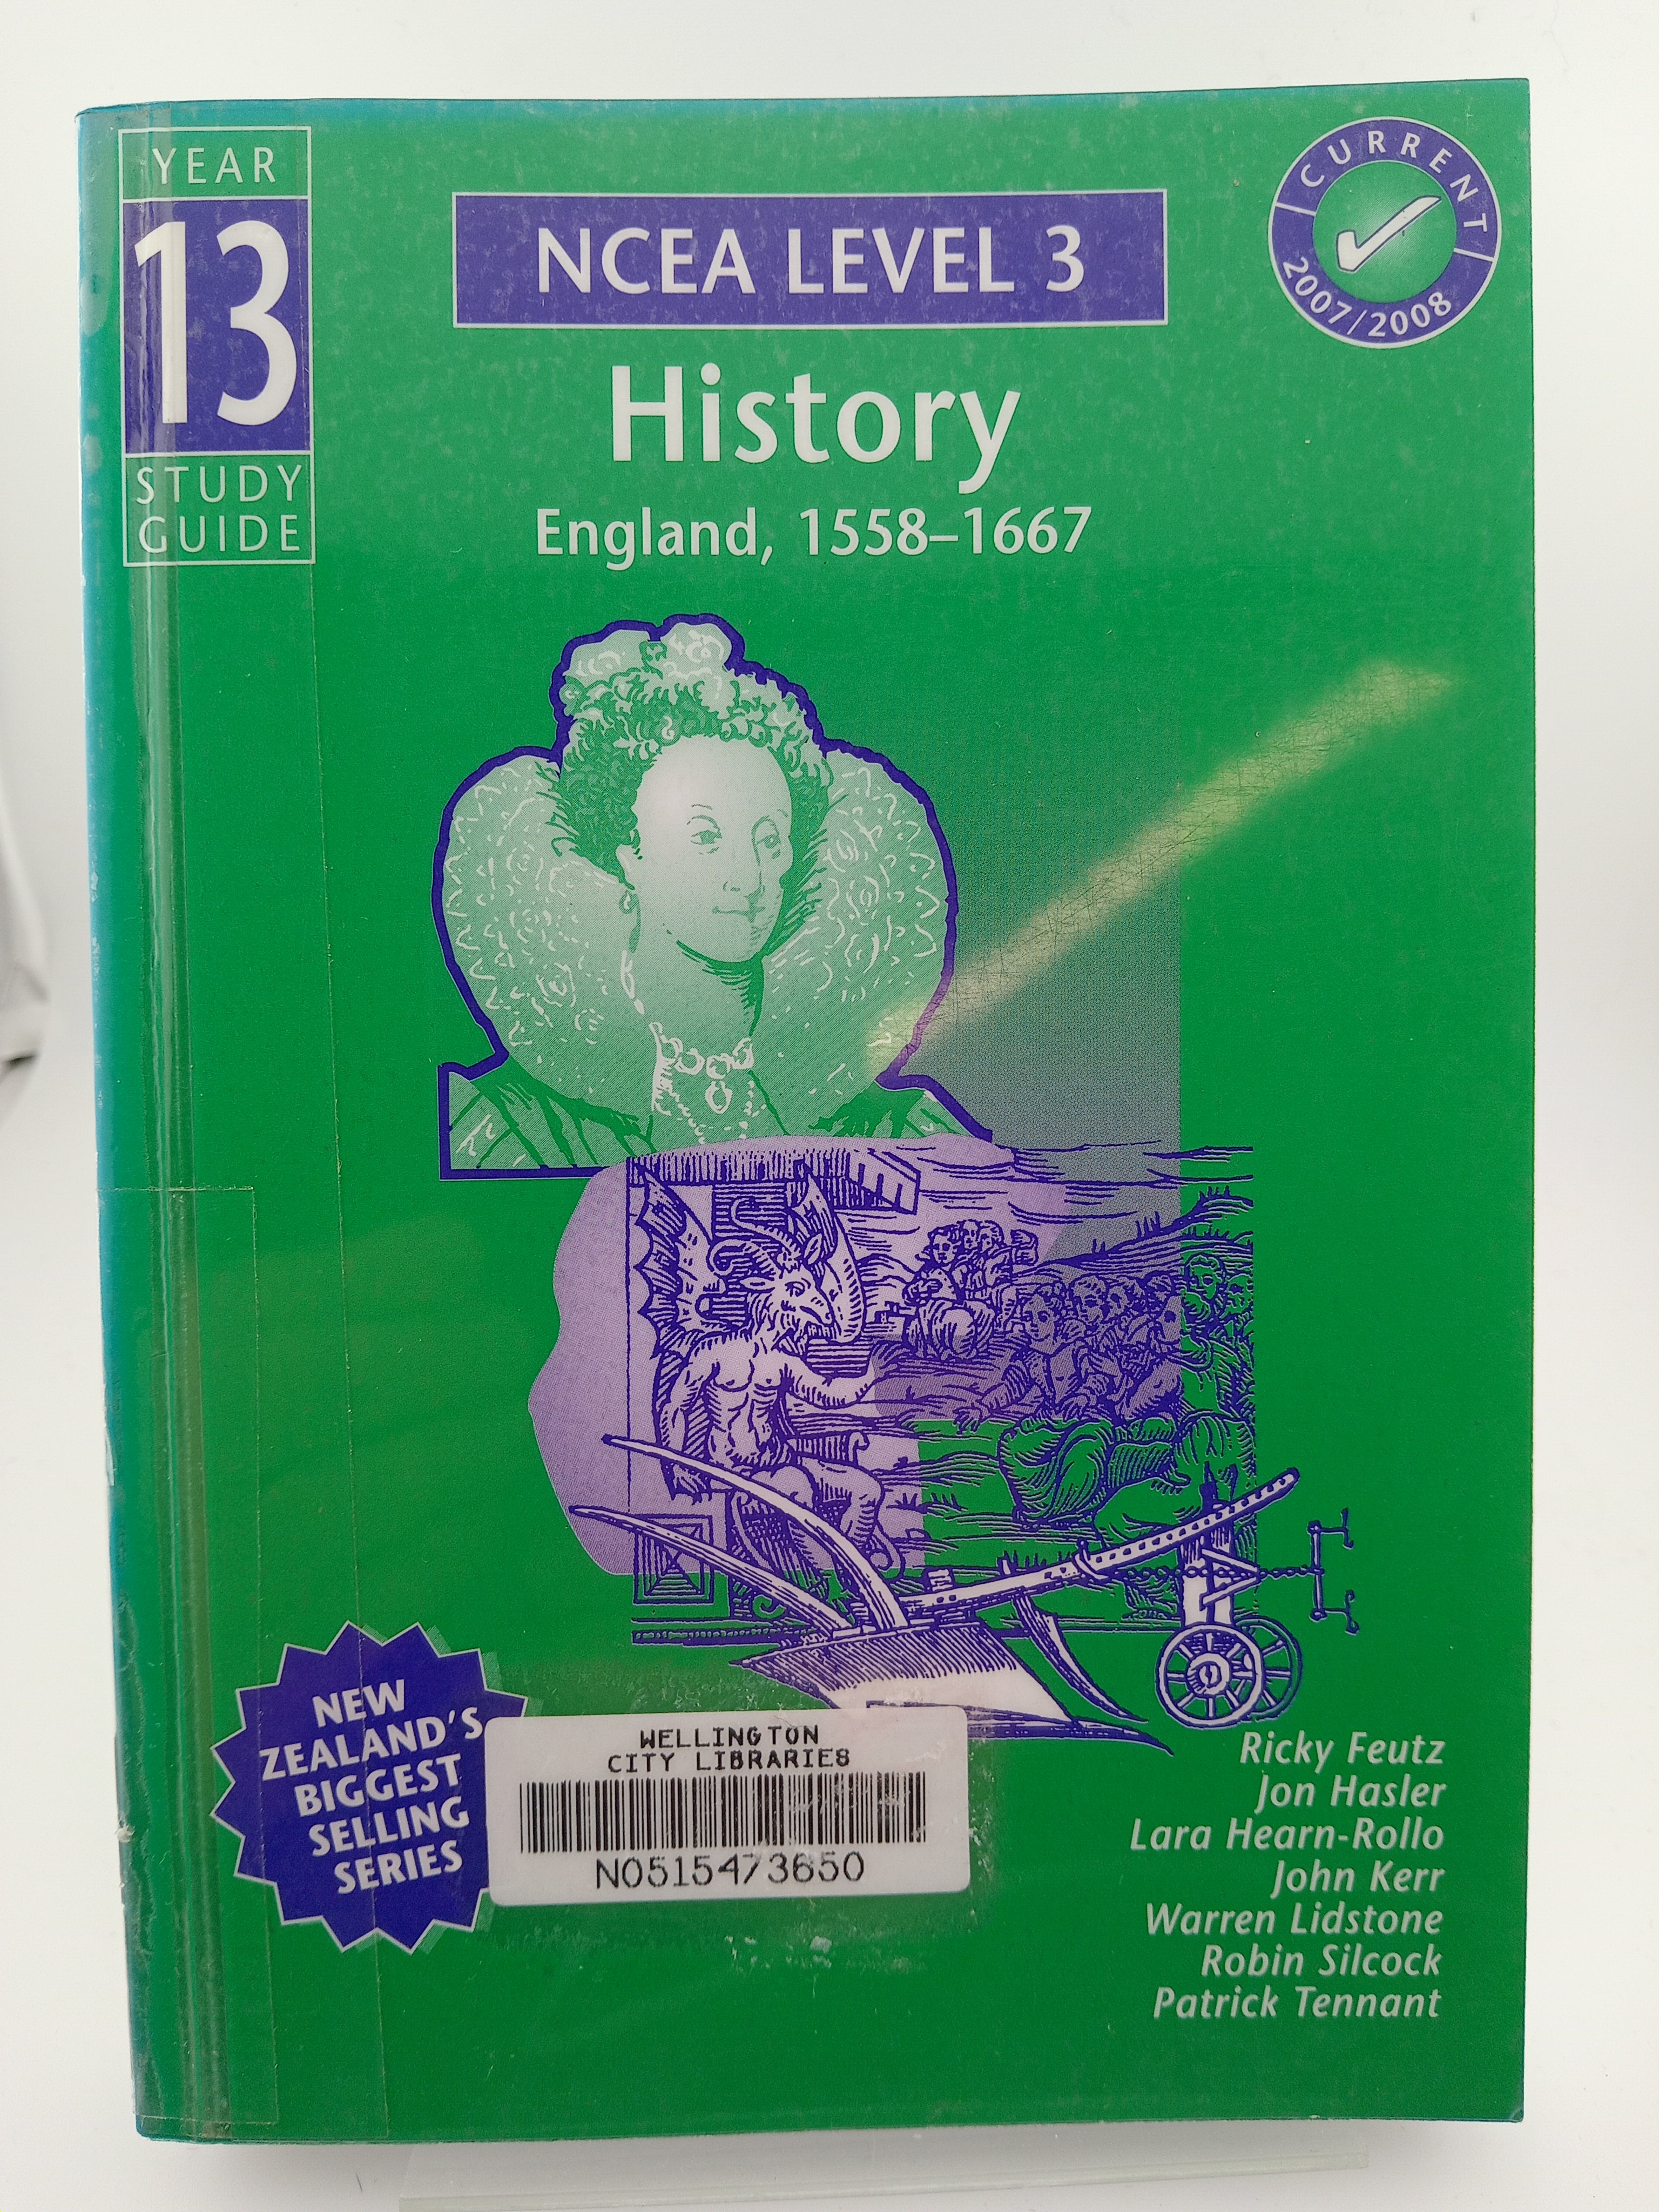 YEAR
13
STUDY
GUIDE
NCEA LEVEL 3
CURRENT
2007/2008
History
England, 1558–1667
NEW
ZEALAND'S
BIGGEST
SELLING
SERIES
WELLINGTON
CITY LIBRARIES
N0515473650
Ricky Feutz
Jon Hasler
Lara Hearn-Rollo
John Kerr
Warren Lidstone
Robin Silcock
Patrick Tennant